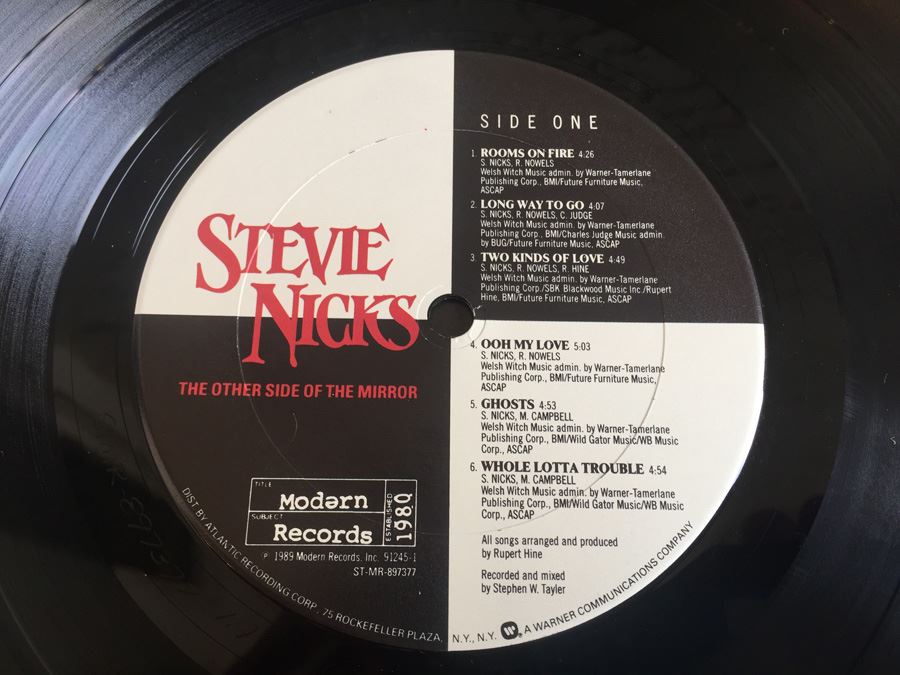 STEVIE
NICKS
THE OTHER SIDE OF THE MIRROR
TITLE
Modərn
SUBJECT
Records
ESTABLISHED
1980
℗ 1989 Modern Records, Inc. 91245-1
ST-MR-897377
SIDE ONE
1. ROOMS ON FIRE 4:26
S. NICKS, R. NOWELS
Welsh Witch Music admin. by Warner-Tamerlane
Publishing Corp., BMI/Future Furniture Music,
ASCAP
2. LONG WAY TO GO 4:07
S. NICKS, R. NOWELS, C. JUDGE
Welsh Witch Music admin. by Warner-Tamerlane
Publishing Corp., BMI/Charles Judge Music admin.
by BUG/Future Furniture Music, ASCAP
3. TWO KINDS OF LOVE 4:49
S. NICKS, R. NOWELS, R. HINE
Welsh Witch Music admin. by Warner-Tamerlane
Publishing Corp./SBK Blackwood Music Inc./Rupert
Hine, BMI/Future Furniture Music, ASCAP
4. OOH MY LOVE 5:03
S. NICKS, R. NOWELS
Welsh Witch Music admin. by Warner-Tamerlane
Publishing Corp., BMI/Future Furniture Music,
ASCAP
5. GHOSTS 4:53
S. NICKS, M. CAMPBELL
Welsh Witch Music admin. by Warner-Tamerlane
Publishing Corp., BMI/Wild Gator Music/WB Music
Corp., ASCAP
6. WHOLE LOTTA TROUBLE 4:54
S. NICKS, M. CAMPBELL
Welsh Witch Music admin. by Warner-Tamerlane
Publishing Corp., BMI/Wild Gator Music/WB Music
Corp., ASCAP
All songs arranged and produced
by Rupert Hine
Recorded and mixed
by Stephen W. Tayler
DIST BY ATLANTIC RECORDING CORP., 75 ROCKEFELLER PLAZA, N.Y., N.Y. A WARNER COMMUNICATIONS COMPANY